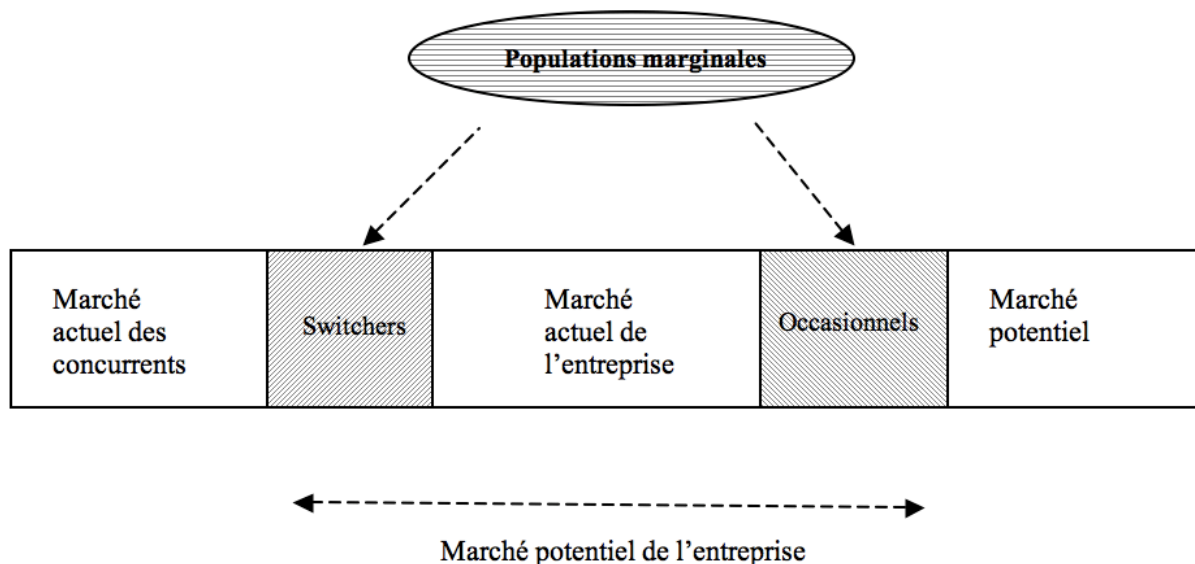 Populations marginales
Marché
actuel des
concurrents
Switchers
Marché
actuel de
l’entreprise
Occasionnels
Marché
potentiel
Marché potentiel de l’entreprise